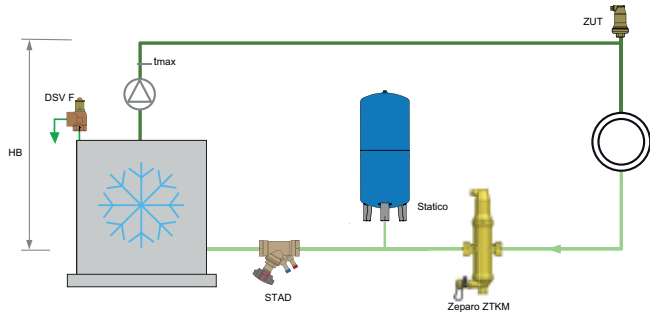 ZUT
tmax
DSV F
HB
Statico
STAD
Zeparo ZTKM